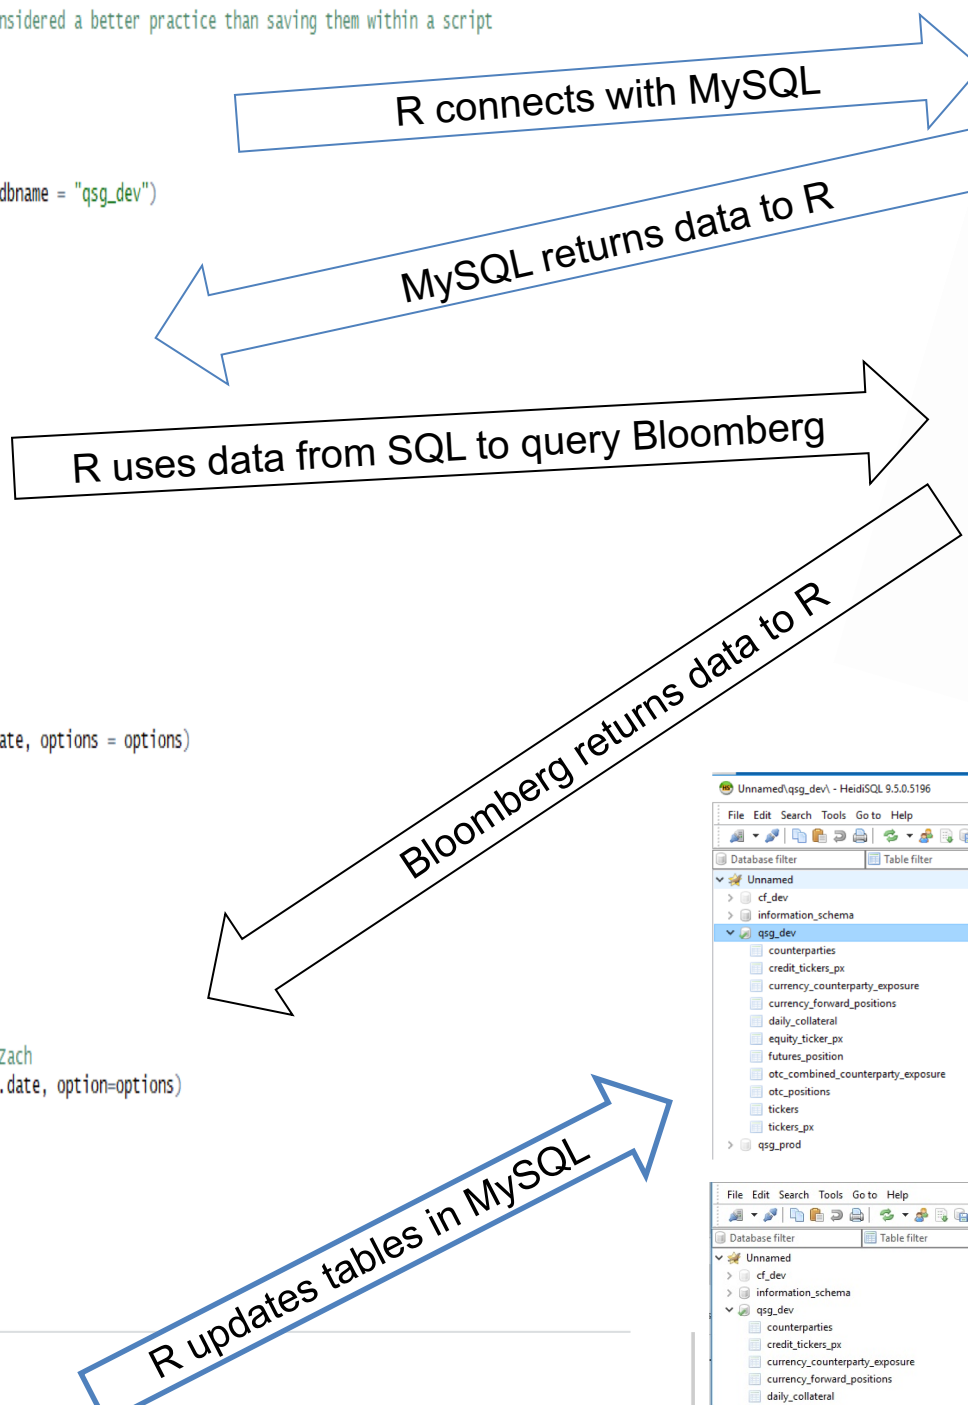 nsidered a better practice than saving them within a script
R connects with MySQL
dbname = "qsg_dev")
MySQL returns data to R
R uses data from SQL to query Bloomberg
Bloomberg returns data to R
ate, options = options)
Unnamed\qsg_dev\ - HeidiSQL 9.5.0.5196
File Edit Search Tools Go to Help
Database filter Table filter
Unnamed
cf_dev
information_schema
qsg_dev
counterparties
credit_tickers_px
currency_counterparty_exposure
currency_forward_positions
daily_collateral
equity_ticker_px
futures_position
otc_combined_counterparty_exposure
otc_positions
tickers
tickers_px
qsg_prod
Zach
.date, option=options)
R updates tables in MySQL
File Edit Search Tools Go to Help
Database filter Table filter
Unnamed
cf_dev
information_schema
qsg_dev
counterparties
credit_tickers_px
currency_counterparty_exposure
currency_forward_positions
daily_collateral